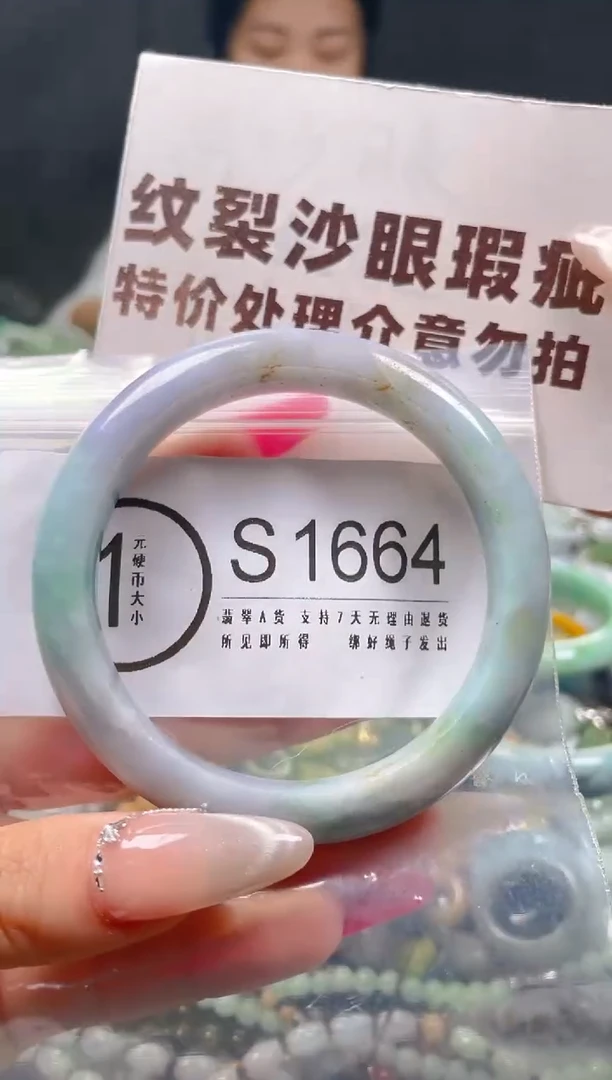 纹裂沙眼瑕疵
特价处理介意勿拍
1
元硬币大小
S1664
翡翠A货 支持7天无理由退货
所见即所得 绑好绳子发出